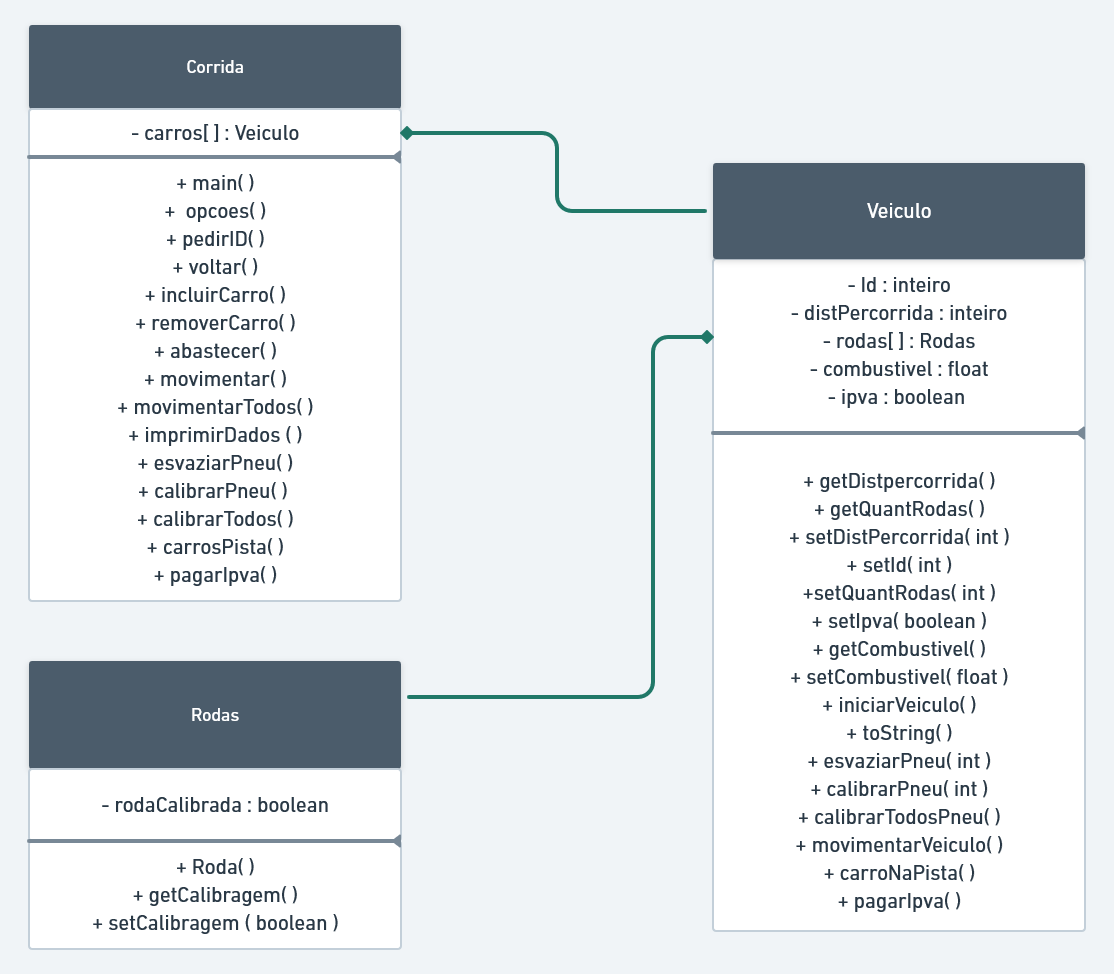 Corrida
- carros[ ] : Veiculo
+ main( )
+  opcoes( )
+ pedirID( )
+ voltar( )
+ incluirCarro( )
+ removerCarro( )
+ abastecer( )
+ movimentar( )
+ movimentarTodos( )
+ imprimirDados ( )
+ esvaziarPneu( )
+ calibrarPneu( )
+ calibrarTodos( )
+ carrosPista( )
+ pagarIpva( )
Veiculo
- Id : inteiro
- distPercorrida : inteiro
- rodas[ ] : Rodas
- combustivel : float
- ipva : boolean
+ getDistpercorrida( )
+ getQuantRodas( )
+ setDistPercorrida( int )
+ setId( int )
+setQuantRodas( int )
+ setIpva( boolean )
+ getCombustivel( )
+ setCombustivel( float )
+ iniciarVeiculo( )
+ toString( )
+ esvaziarPneu( int )
+ calibrarPneu( int )
+ calibrarTodosPneu( )
+ movimentarVeiculo( )
+ carroNaPista( )
+ pagarIpva( )
Rodas
- rodaCalibrada : boolean
+ Roda( )
+ getCalibragem( )
+ setCalibragem ( boolean )